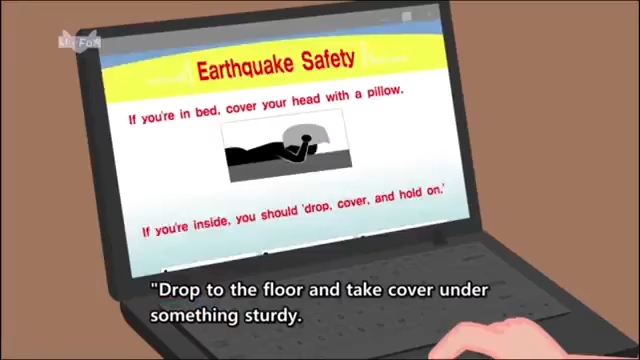 Earthquake Safety
If you're in bed, cover your head with a pillow.
If you're inside, you should 'drop, cover, and hold on.'
"Drop to the floor and take cover under
something sturdy.